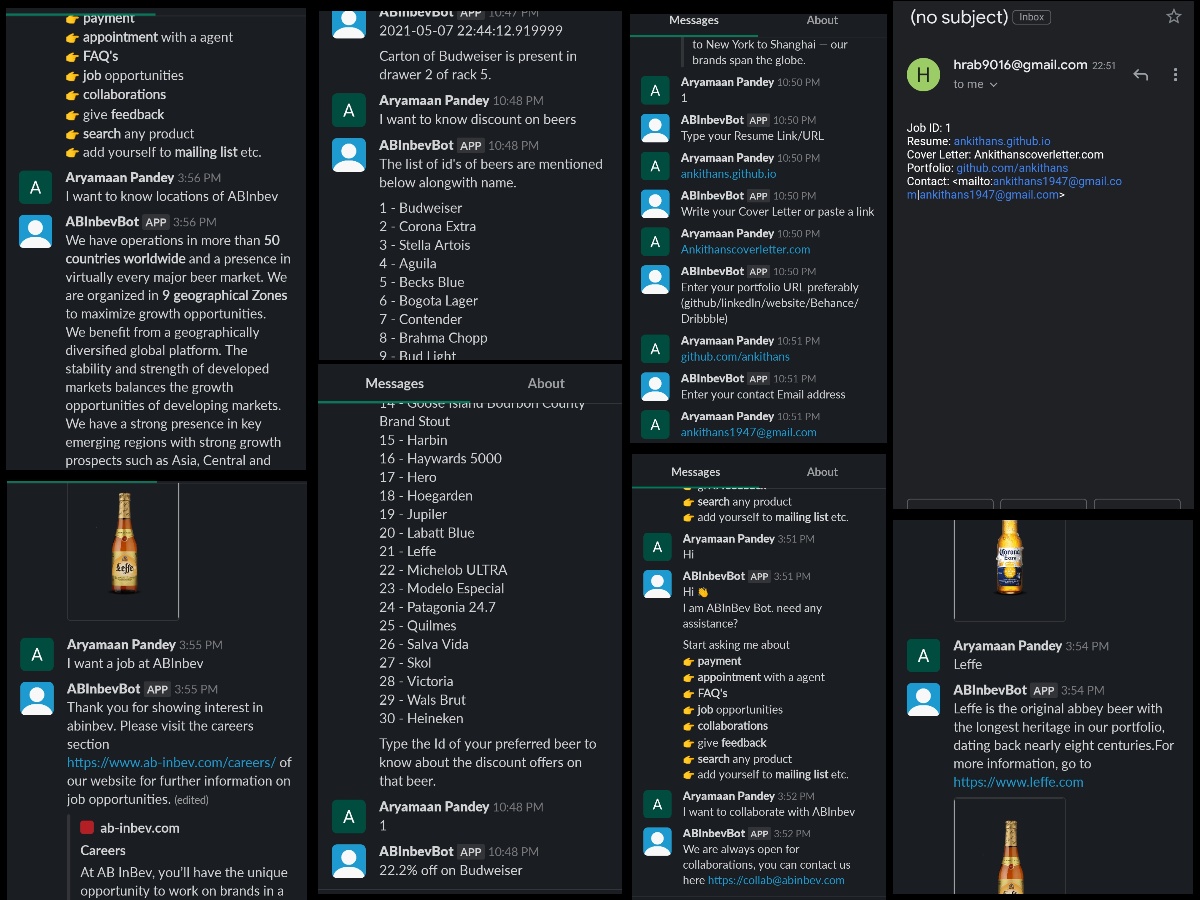 👉 payment
👉 appointment with a agent
👉 FAQ's
👉 job opportunities
👉 collaborations
👉 give feedback
👉 search any product
👉 add yourself to mailing list etc.
A
Aryamaan Pandey 3:56 PM
I want to know locations of ABInbev
ABInbevBot APP 3:56 PM
We have operations in more than 50
countries worldwide and a presence in
virtually every major beer market. We
are organized in 9 geographical Zones
to maximize growth opportunities.
We benefit from a geographically
diversified global platform. The
stability and strength of developed
markets balances the growth
opportunities of developing markets.
We have a strong presence in key
emerging regions with strong growth
prospects such as Asia, Central and
Leffe
A
Aryamaan Pandey 3:55 PM
I want a job at ABInbev
ABInbevBot APP 3:55 PM
Thank you for showing interest in
abinbev. Please visit the careers
section
https://www.ab-inbev.com/careers/ of
our website for further information on
job opportunities. (edited)
ab-inbev.com
Careers
At AB InBev, you'll have the unique
opportunity to work on brands in a
ABInbevBot APP 10:47 PM
2021-05-07 22:44:12.919999
Carton of Budweiser is present in
drawer 2 of rack 5.
A
Aryamaan Pandey 10:48 PM
I want to know discount on beers
ABInbevBot APP 10:48 PM
The list of id's of beers are mentioned
below alongwith name.
1 - Budweiser
2 - Corona Extra
3 - Stella Artois
4 - Aguila
5 - Becks Blue
6 - Bogota Lager
7 - Contender
8 - Brahma Chopp
9 - Bud Light
Messages About
14 - Goose Island Bourbon County
Brand Stout
15 - Harbin
16 - Haywards 5000
17 - Hero
18 - Hoegarden
19 - Jupiler
20 - Labatt Blue
21 - Leffe
22 - Michelob ULTRA
23 - Modelo Especial
24 - Patagonia 24.7
25 - Quilmes
26 - Salva Vida
27 - Skol
28 - Victoria
29 - Wals Brut
30 - Heineken
Type the Id of your preferred beer to
know about the discount offers on
that beer.
A
Aryamaan Pandey 10:48 PM
1
ABInbevBot APP 10:48 PM
22.2% off on Budweiser
Messages About
to New York to Shanghai – our
brands span the globe.
A
Aryamaan Pandey 10:50 PM
1
ABInbevBot APP 10:50 PM
Type your Resume Link/URL
A
Aryamaan Pandey 10:50 PM
ankithans.github.io
ABInbevBot APP 10:50 PM
Write your Cover Letter or paste a link
A
Aryamaan Pandey 10:50 PM
Ankithanscoverletter.com
ABInbevBot APP 10:50 PM
Enter your portfolio URL preferably
(github/linkedIn/website/Behance/
Dribbble)
A
Aryamaan Pandey 10:51 PM
github.com/ankithans
ABInbevBot APP 10:51 PM
Enter your contact Email address
A
Aryamaan Pandey 10:51 PM
ankithans1947@gmail.com
Messages About
👉 search any product
👉 add yourself to mailing list etc.
A
Aryamaan Pandey 3:51 PM
Hi
ABInbevBot APP 3:51 PM
Hi 👋
I am ABInBev Bot. need any
assistance?
Start asking me about
👉 payment
👉 appointment with a agent
👉 FAQ's
👉 job opportunities
👉 collaborations
👉 give feedback
👉 search any product
👉 add yourself to mailing list etc.
A
Aryamaan Pandey 3:52 PM
I want to collaborate with ABInbev
ABInbevBot APP 3:52 PM
We are always open for
collaborations, you can contact us
here https://collab@abinbev.com
(no subject) Inbox
H
hrab9016@gmail.com 22:51
to me
Job ID: 1
Resume: ankithans.github.io
Cover Letter: Ankithanscoverletter.com
Portfolio: github.com/ankithans
Contact: <mailto:ankithans1947@gmail.co
m|ankithans1947@gmail.com>
Corona
Extra
A
Aryamaan Pandey 3:54 PM
Leffe
ABInbevBot APP 3:54 PM
Leffe is the original abbey beer with
the longest heritage in our portfolio,
dating back nearly eight centuries.For
more information, go to
https://www.leffe.com